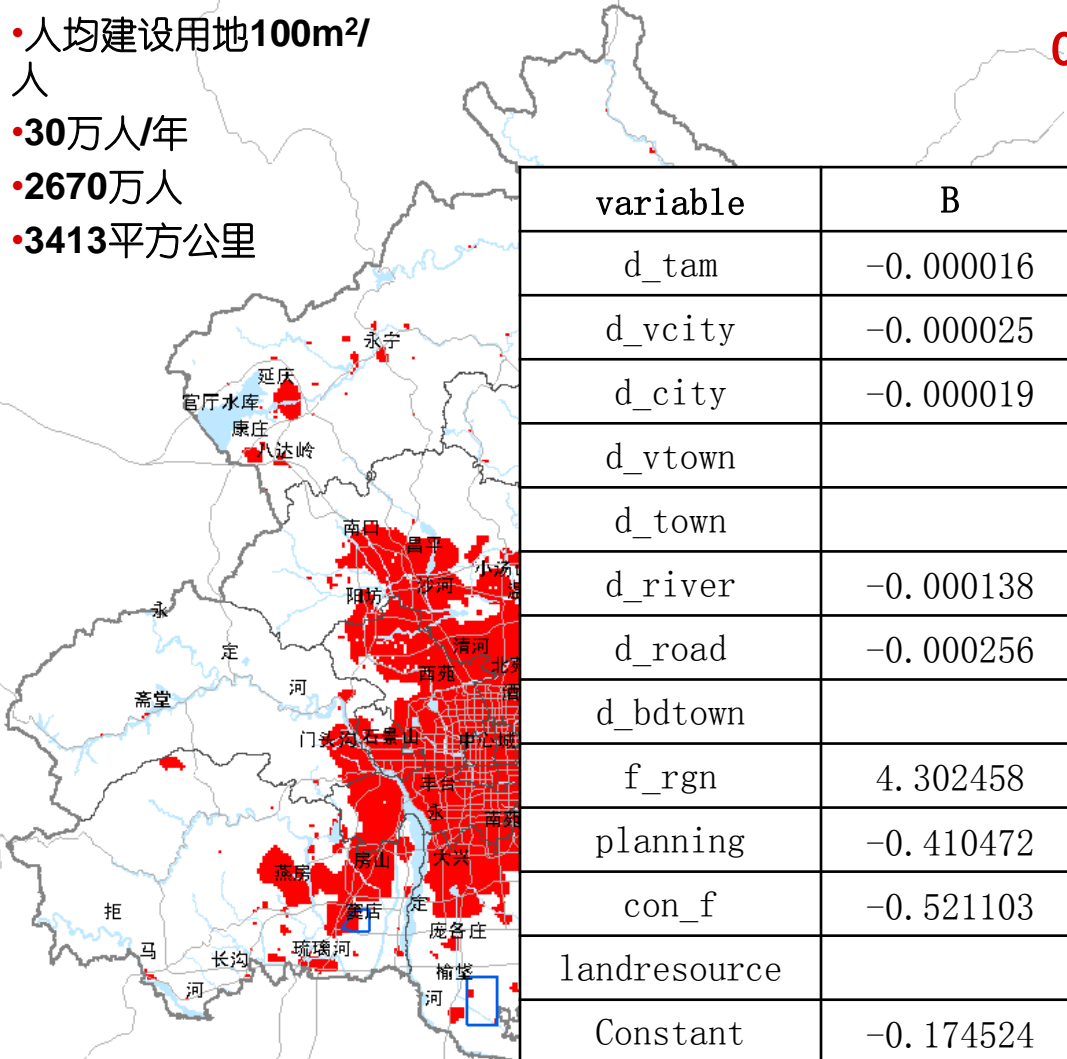 •人均建设用地100m²/
人
•30万人/年
•2670万人
•3413平方公里
variable B
d_tam -0.000016
d_vcity -0.000025
d_city -0.000019
d_vtown
d_town
d_river -0.000138
d_road -0.000256
d_bdtown
f_rgn 4.302458
planning -0.410472
con_f -0.521103
landresource
Constant -0.174524
永宁
延庆
官厅水库
康庄
八达岭
南口
昌平
小汤
阳坊
沙河
永
定
河
清河
北苑
西苑
斋堂
门头沟
石景山
中心城
丰台
永
南苑
房山
大兴
燕房
窦店
定
拒
马
河
庞各庄
琉璃河
长沟
榆垡
河